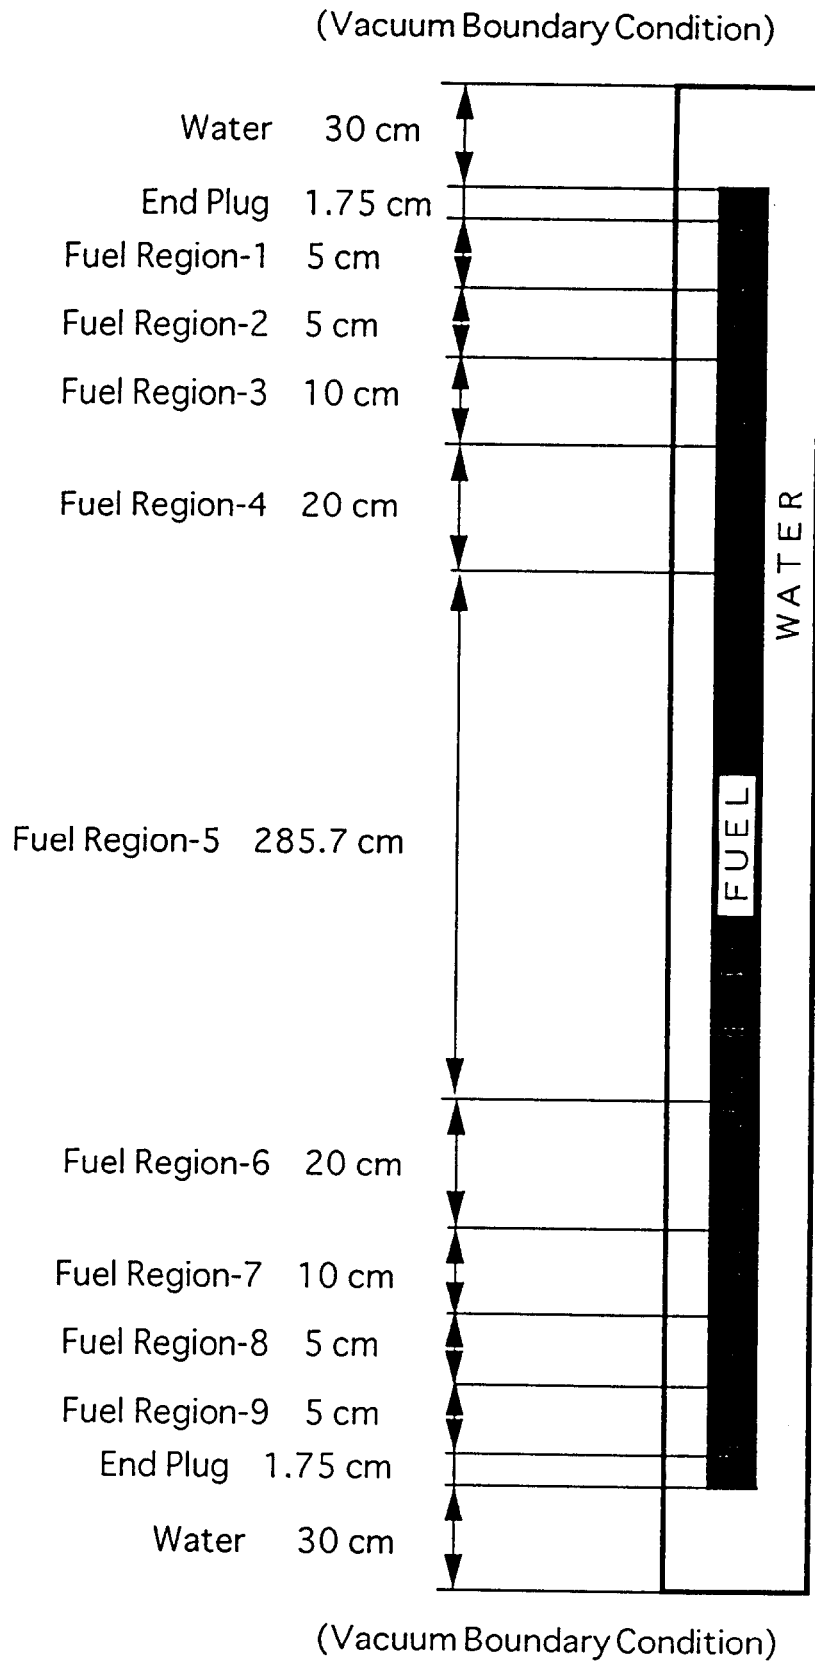 (Vacuum Boundary Condition)
Water 30 cm
End Plug 1.75 cm
Fuel Region-1 5 cm
Fuel Region-2 5 cm
Fuel Region-3 10 cm
Fuel Region-4 20 cm
WATER
Fuel Region-5 285.7 cm
FUEL
Fuel Region-6 20 cm
Fuel Region-7 10 cm
Fuel Region-8 5 cm
Fuel Region-9 5 cm
End Plug 1.75 cm
Water 30 cm
(Vacuum Boundary Condition)